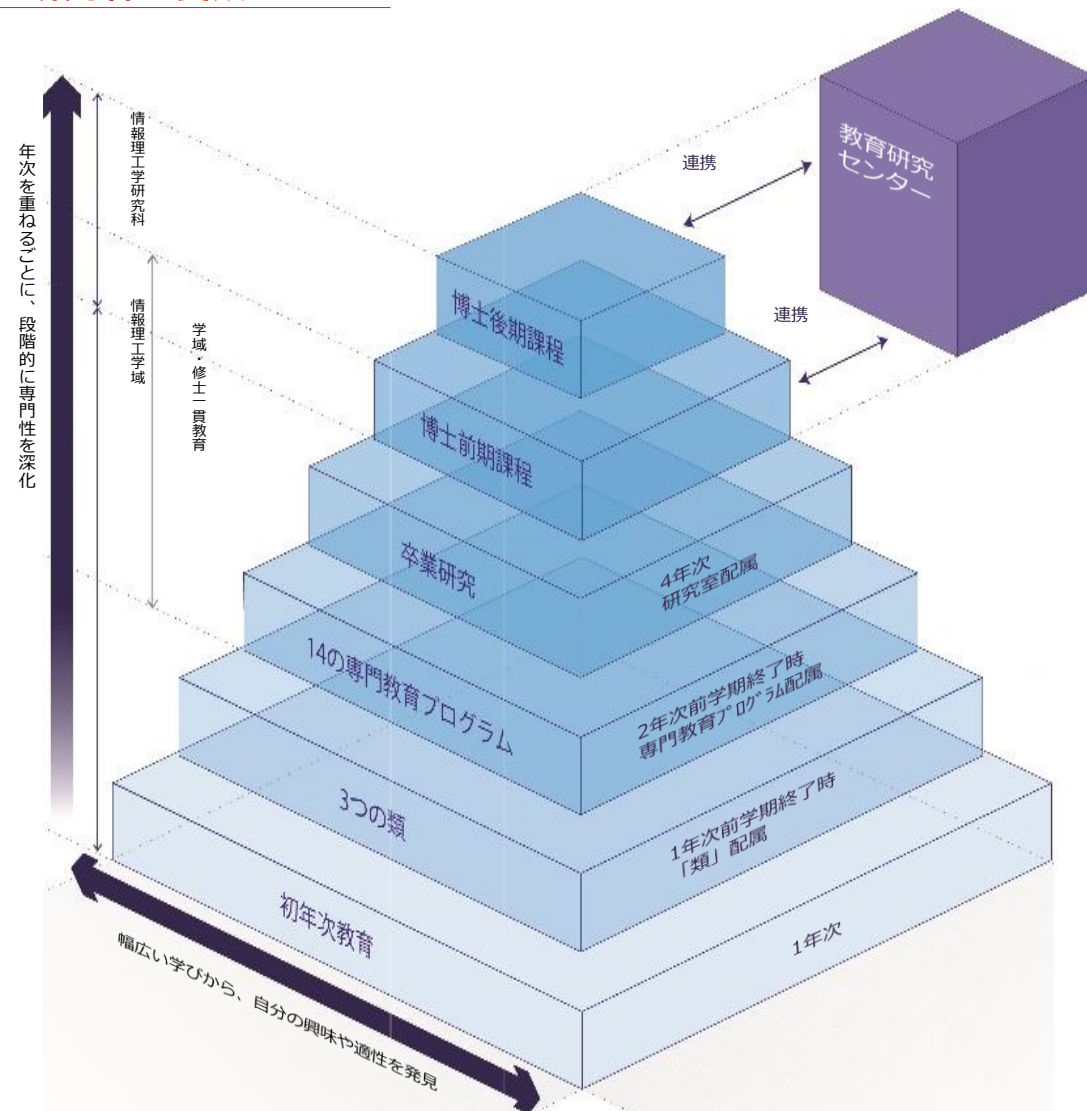 教育研究
センター
連携
連携
年次を重ねるごとに、段階的に専門性を深化
情報理工学研究科
情報理工学域
学域・修士一貫教育
博士後期課程
博士前期課程
卒業研究
4年次
研究室配属
14の専門教育プログラム
2年次前学期終了時
専門教育プログラム配属
3つの類
1年次前学期終了時
「類」配属
初年次教育
1年次
幅広い学びから、自分の興味や適性を発見